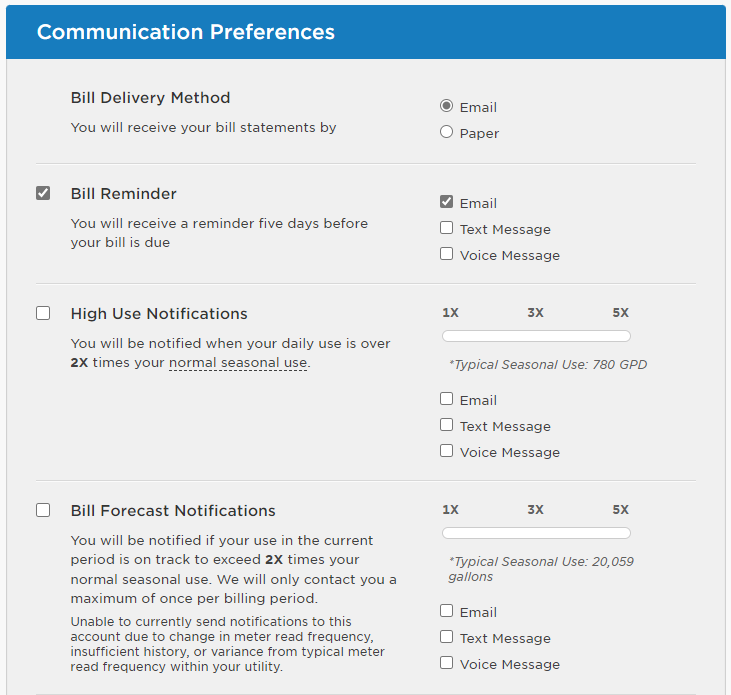 Communication Preferences
Bill Delivery Method
You will receive your bill statements by
Email
Paper
Bill Reminder
You will receive a reminder five days before
your bill is due
Email
Text Message
Voice Message
High Use Notifications
You will be notified when your daily use is over
2X times your normal seasonal use.
1X 3X 5X
*Typical Seasonal Use: 780 GPD
Email
Text Message
Voice Message
Bill Forecast Notifications
You will be notified if your use in the current
period is on track to exceed 2X times your
normal seasonal use. We will only contact you a
maximum of once per billing period.
Unable to currently send notifications to this
account due to change in meter read frequency,
insufficient history, or variance from typical meter
read frequency within your utility.
1X 3X 5X
*Typical Seasonal Use: 20,059
gallons
Email
Text Message
Voice Message